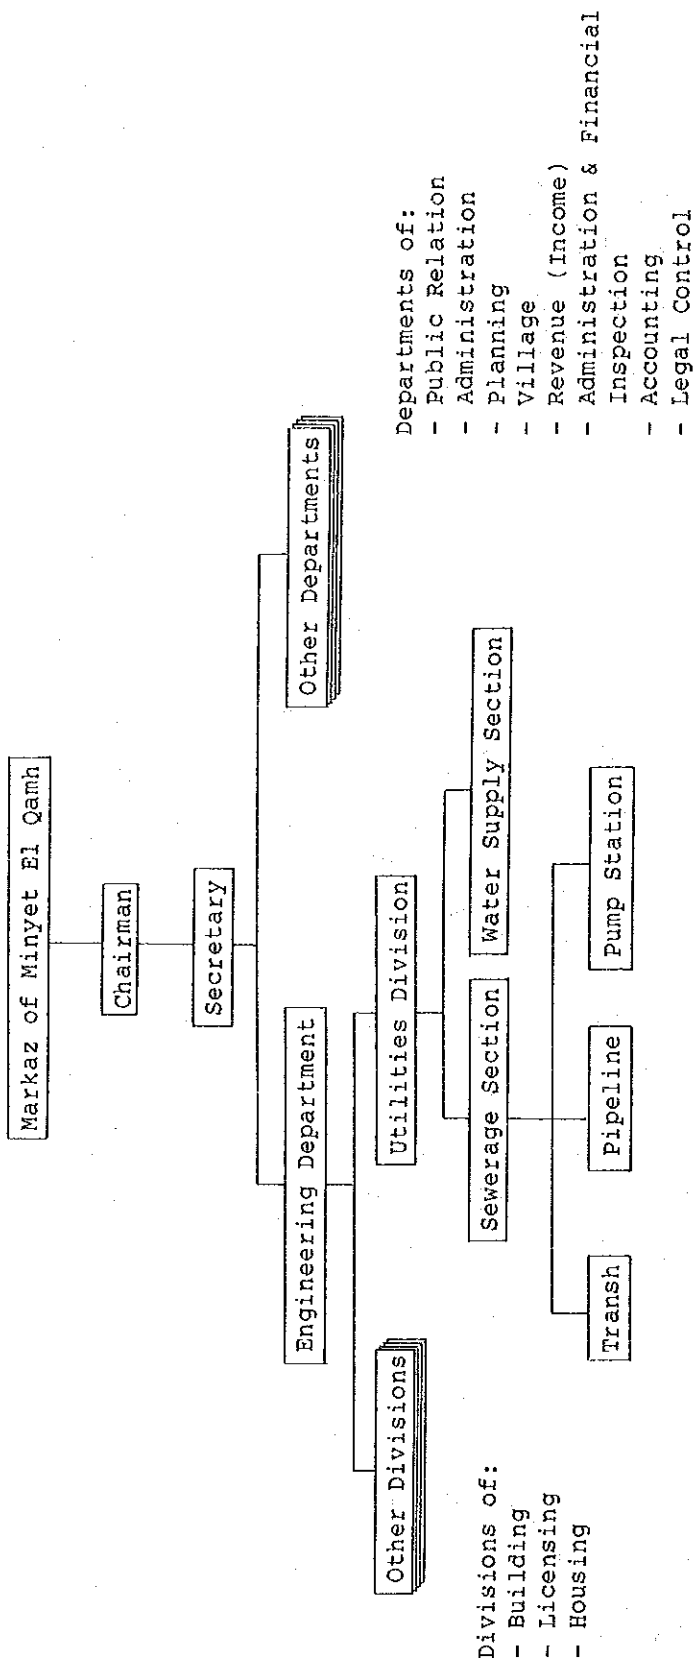 Markaz of Minyet El Qamh
Chairman
Secretary
Engineering Department
Other Departments
Other Divisions
Utilities Division
Departments of:
- Public Relation
- Administration
- Planning
- Village
- Revenue (Income)
- Administration & Financial
Inspection
- Accounting
- Legal Control
Divisions of:
- Building
- Licensing
- Housing
Sewerage Section
Water Supply Section
Transh
Pipeline
Pump Station